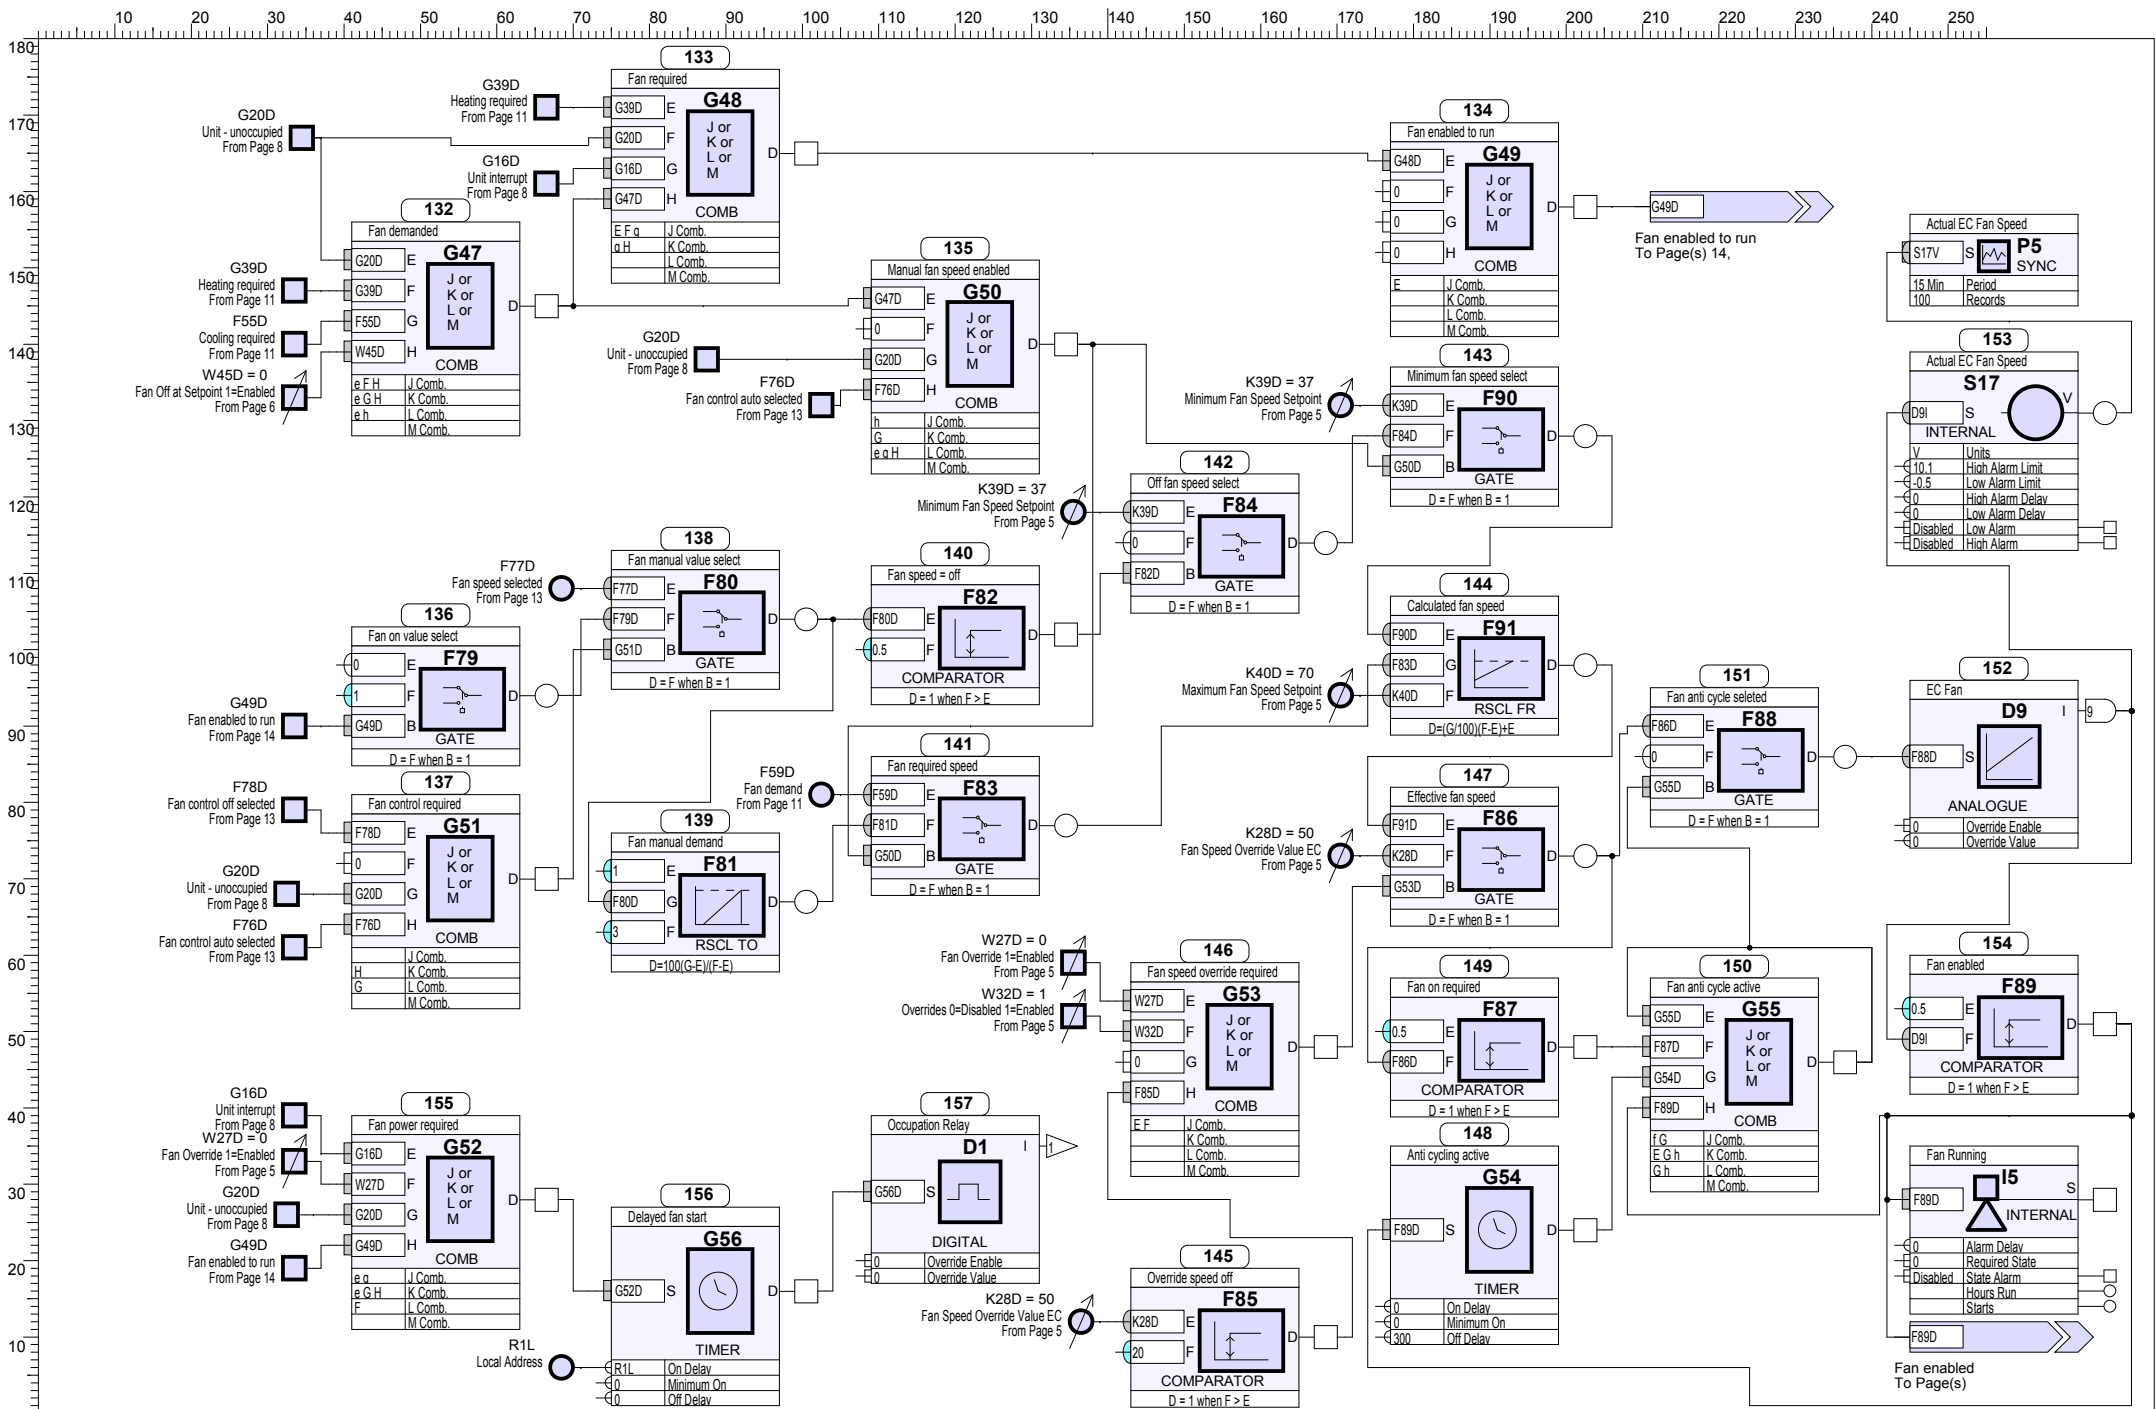 10 20 30 40 50 60 70 80 90 100 110 120 130 140 150 160 170 180 190 200 210 220 230 240 250
180
170
160
150
140
130
120
110
100
90
80
70
60
50
40
30
20
10
G20D
Unit - unoccupied
From Page 8
G39D
Heating required
From Page 11
G16D
Unit interrupt
From Page 8
133
Fan required
G48
G39D E
G20D F
G16D G
G47D H
J or
K or
L or
M
D
COMB
E F g J Comb.
g H K Comb.
L Comb.
M Comb.
132
Fan demanded
G47
G20D E
G39D F
F55D G
W45D H
J or
K or
L or
M
D
COMB
e F H J Comb.
e G H K Comb.
e h L Comb.
M Comb.
G39D
Heating required
From Page 11
F55D
Cooling required
From Page 11
W45D = 0
Fan Off at Setpoint 1=Enabled
From Page 6
135
Manual fan speed enabled
G50
G47D E
0 F
G20D G
F76D H
J or
K or
L or
M
D
COMB
h J Comb.
G K Comb.
e g H L Comb.
M Comb.
G20D
Unit - unoccupied
From Page 8
F76D
Fan control auto selected
From Page 13
134
Fan enabled to run
G49
G48D E
0 F
0 G
0 H
J or
K or
L or
M
D
COMB
E J Comb.
K Comb.
L Comb.
M Comb.
G49D
Fan enabled to run
To Page(s) 14,
Actual EC Fan Speed
P5
S17V S
SYNC
15 Min Period
100 Records
153
Actual EC Fan Speed
S17
D9I S
V
INTERNAL
V Units
10.1 High Alarm Limit
-0.5 Low Alarm Limit
0 High Alarm Delay
0 Low Alarm Delay
Disabled Low Alarm
Disabled High Alarm
143
Minimum fan speed select
F90
K39D E
F84D F
G50D B
D
GATE
D = F when B = 1
K39D = 37
Minimum Fan Speed Setpoint
From Page 5
142
Off fan speed select
F84
K39D E
0 F
F82D B
D
GATE
D = F when B = 1
K39D = 37
Minimum Fan Speed Setpoint
From Page 5
138
Fan manual value select
F80
F77D E
F79D F
G51D B
D
GATE
D = F when B = 1
F77D
Fan speed selected
From Page 13
140
Fan speed = off
F82
F80D E
0.5 F
D
COMPARATOR
D = 1 when F > E
136
Fan on value select
F79
0 E
1 F
G49D B
D
GATE
D = F when B = 1
G49D
Fan enabled to run
From Page 14
144
Calculated fan speed
F91
F90D E
F83D G
K40D F
D
RSCL FR
D=(G/100)(F-E)+E
K40D = 70
Maximum Fan Speed Setpoint
From Page 5
151
Fan anti cycle seleted
F88
F86D E
0 F
G55D B
D
GATE
D = F when B = 1
152
EC Fan
D9
I 9
F88D S
ANALOGUE
0 Override Enable
0 Override Value
137
Fan control required
G51
F78D E
0 F
G20D G
F76D H
J or
K or
L or
M
D
COMB
J Comb.
H K Comb.
G L Comb.
M Comb.
F78D
Fan control off selected
From Page 13
G20D
Unit - unoccupied
From Page 8
F76D
Fan control auto selected
From Page 13
139
Fan manual demand
F81
1 E
F80D G
3 F
D
RSCL TO
D=100(G-E)/(F-E)
141
Fan required speed
F83
F59D E
F81D F
G50D B
D
GATE
D = F when B = 1
F59D
Fan demand
From Page 11
147
Effective fan speed
F86
F91D E
K28D F
G53D B
D
GATE
D = F when B = 1
K28D = 50
Fan Speed Override Value EC
From Page 5
146
Fan speed override required
G53
W27D E
W32D F
0 G
F85D H
J or
K or
L or
M
D
COMB
E F J Comb.
K Comb.
L Comb.
M Comb.
W27D = 0
Fan Override 1=Enabled
From Page 5
W32D = 1
Overrides 0=Disabled 1=Enabled
From Page 5
149
Fan on required
F87
0.5 E
F86D F
D
COMPARATOR
D = 1 when F > E
150
Fan anti cycle active
G55
G55D E
F87D F
G54D G
F89D H
J or
K or
L or
M
D
COMB
f G J Comb.
E G h K Comb.
G h L Comb.
M Comb.
154
Fan enabled
F89
0.5 E
D9I F
D
COMPARATOR
D = 1 when F > E
155
Fan power required
G52
G16D E
W27D F
G20D G
G49D H
J or
K or
L or
M
D
COMB
e g J Comb.
e G H K Comb.
F L Comb.
M Comb.
G16D
Unit interrupt
From Page 8
W27D = 0
Fan Override 1=Enabled
From Page 5
G20D
Unit - unoccupied
From Page 8
G49D
Fan enabled to run
From Page 14
156
Delayed fan start
G56
G52D S
D
TIMER
R1L On Delay
0 Minimum On
0 Off Delay
R1L
Local Address
157
Occupation Relay
D1
I 1
G56D S
DIGITAL
0 Override Enable
0 Override Value
145
Override speed off
F85
K28D E
20 F
D
COMPARATOR
D = 1 when F > E
K28D = 50
Fan Speed Override Value EC
From Page 5
148
Anti cycling active
G54
F89D S
D
TIMER
0 On Delay
0 Minimum On
300 Off Delay
Fan Running
I5
F89D
S
INTERNAL
0 Alarm Delay
0 Required State
Disabled State Alarm
Hours Run
Starts
F89D
Fan enabled
To Page(s)